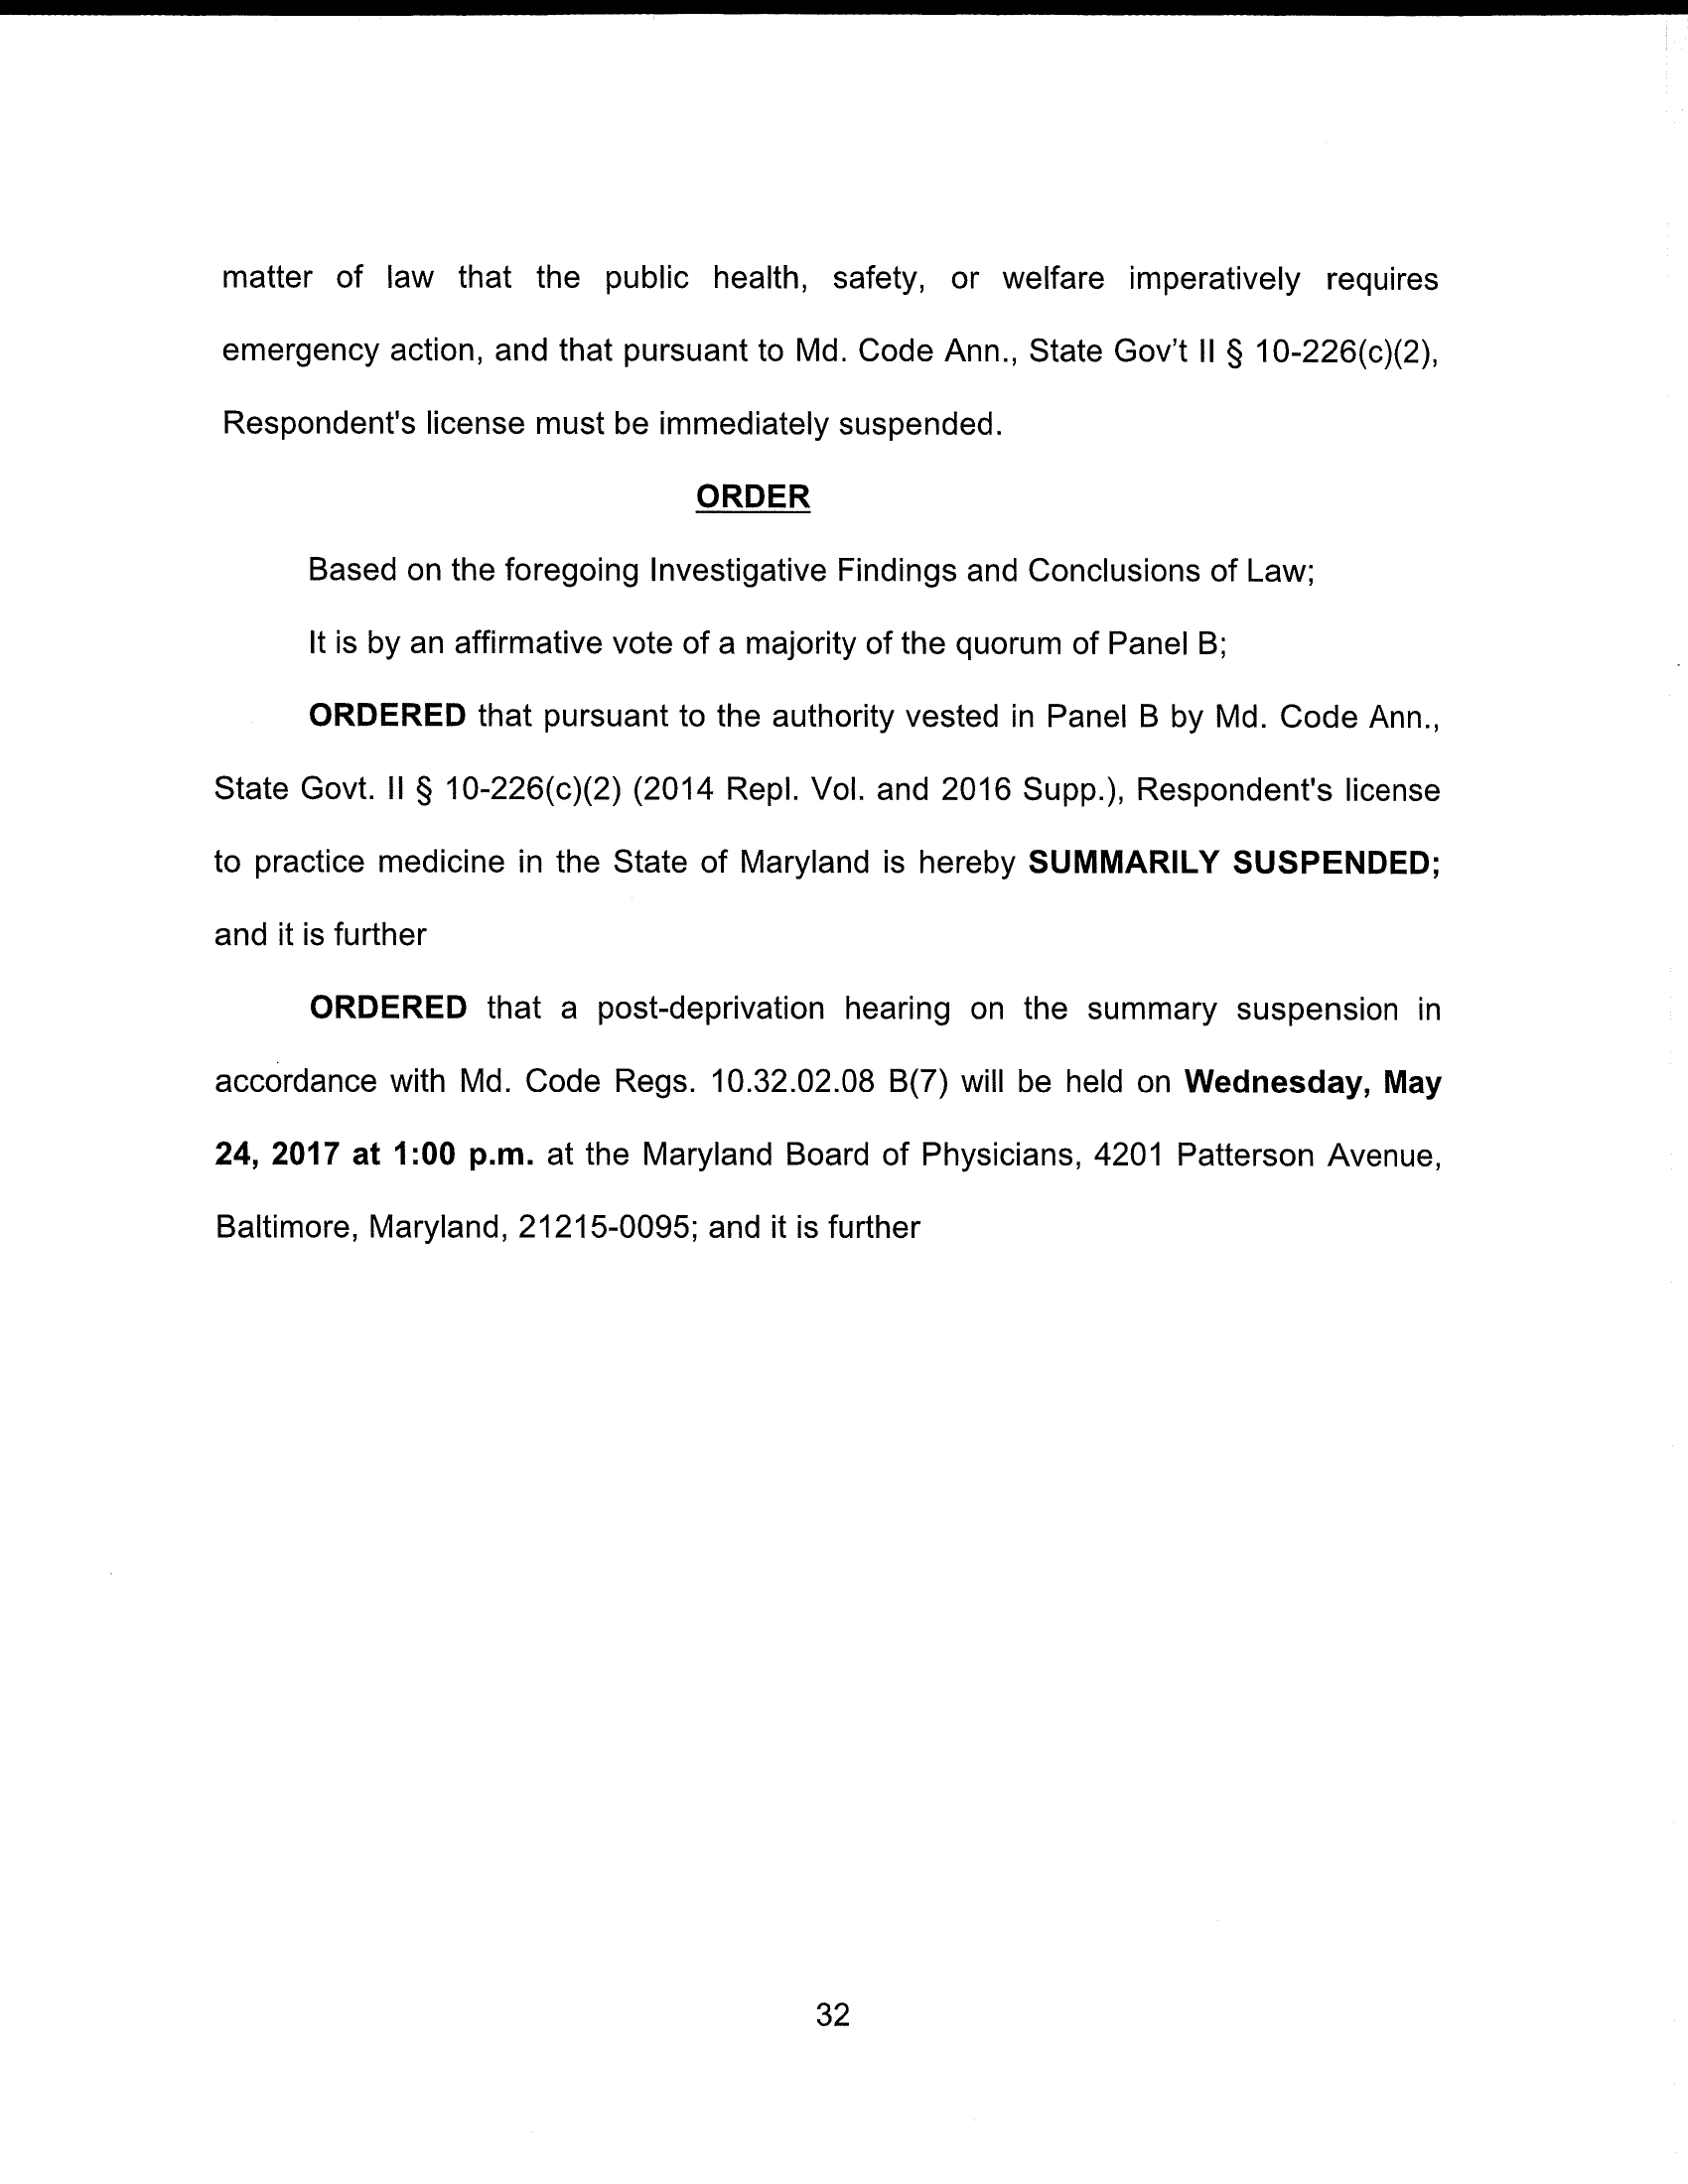 matter of law that the public health, safety, or welfare imperatively requires
emergency action, and that pursuant to Md. Code Ann., State Gov't II § 10-226(c)(2),
Respondent's license must be immediately suspended.
ORDER
Based on the foregoing Investigative Findings and Conclusions of Law;
It is by an affirmative vote of a majority of the quorum of Panel B;
ORDERED that pursuant to the authority vested in Panel B by Md. Code Ann.,
State Govt. II § 10-226(c)(2) (2014 Repl. Vol. and 2016 Supp.), Respondent's license
to practice medicine in the State of Maryland is hereby SUMMARILY SUSPENDED;
and it is further
ORDERED that a post-deprivation hearing on the summary suspension in
accordance with Md. Code Regs. 10.32.02.08 B(7) will be held on Wednesday, May
24, 2017 at 1:00 p.m. at the Maryland Board of Physicians, 4201 Patterson Avenue,
Baltimore, Maryland, 21215-0095; and it is further
32